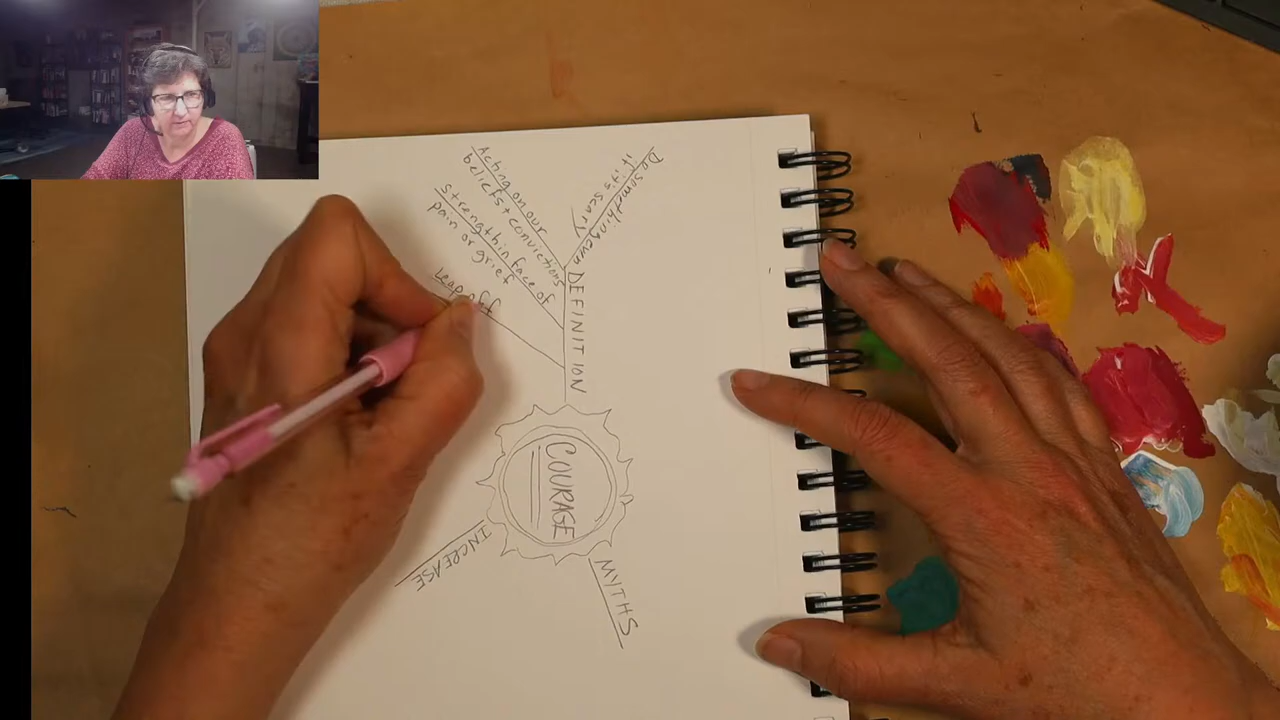 Do something even
if it's scary
Acting on our
beliefs + convictions
Strength in face of
pain or grief
Leap of f
DEFINITION
COURAGE
INCREASE
MYTHS